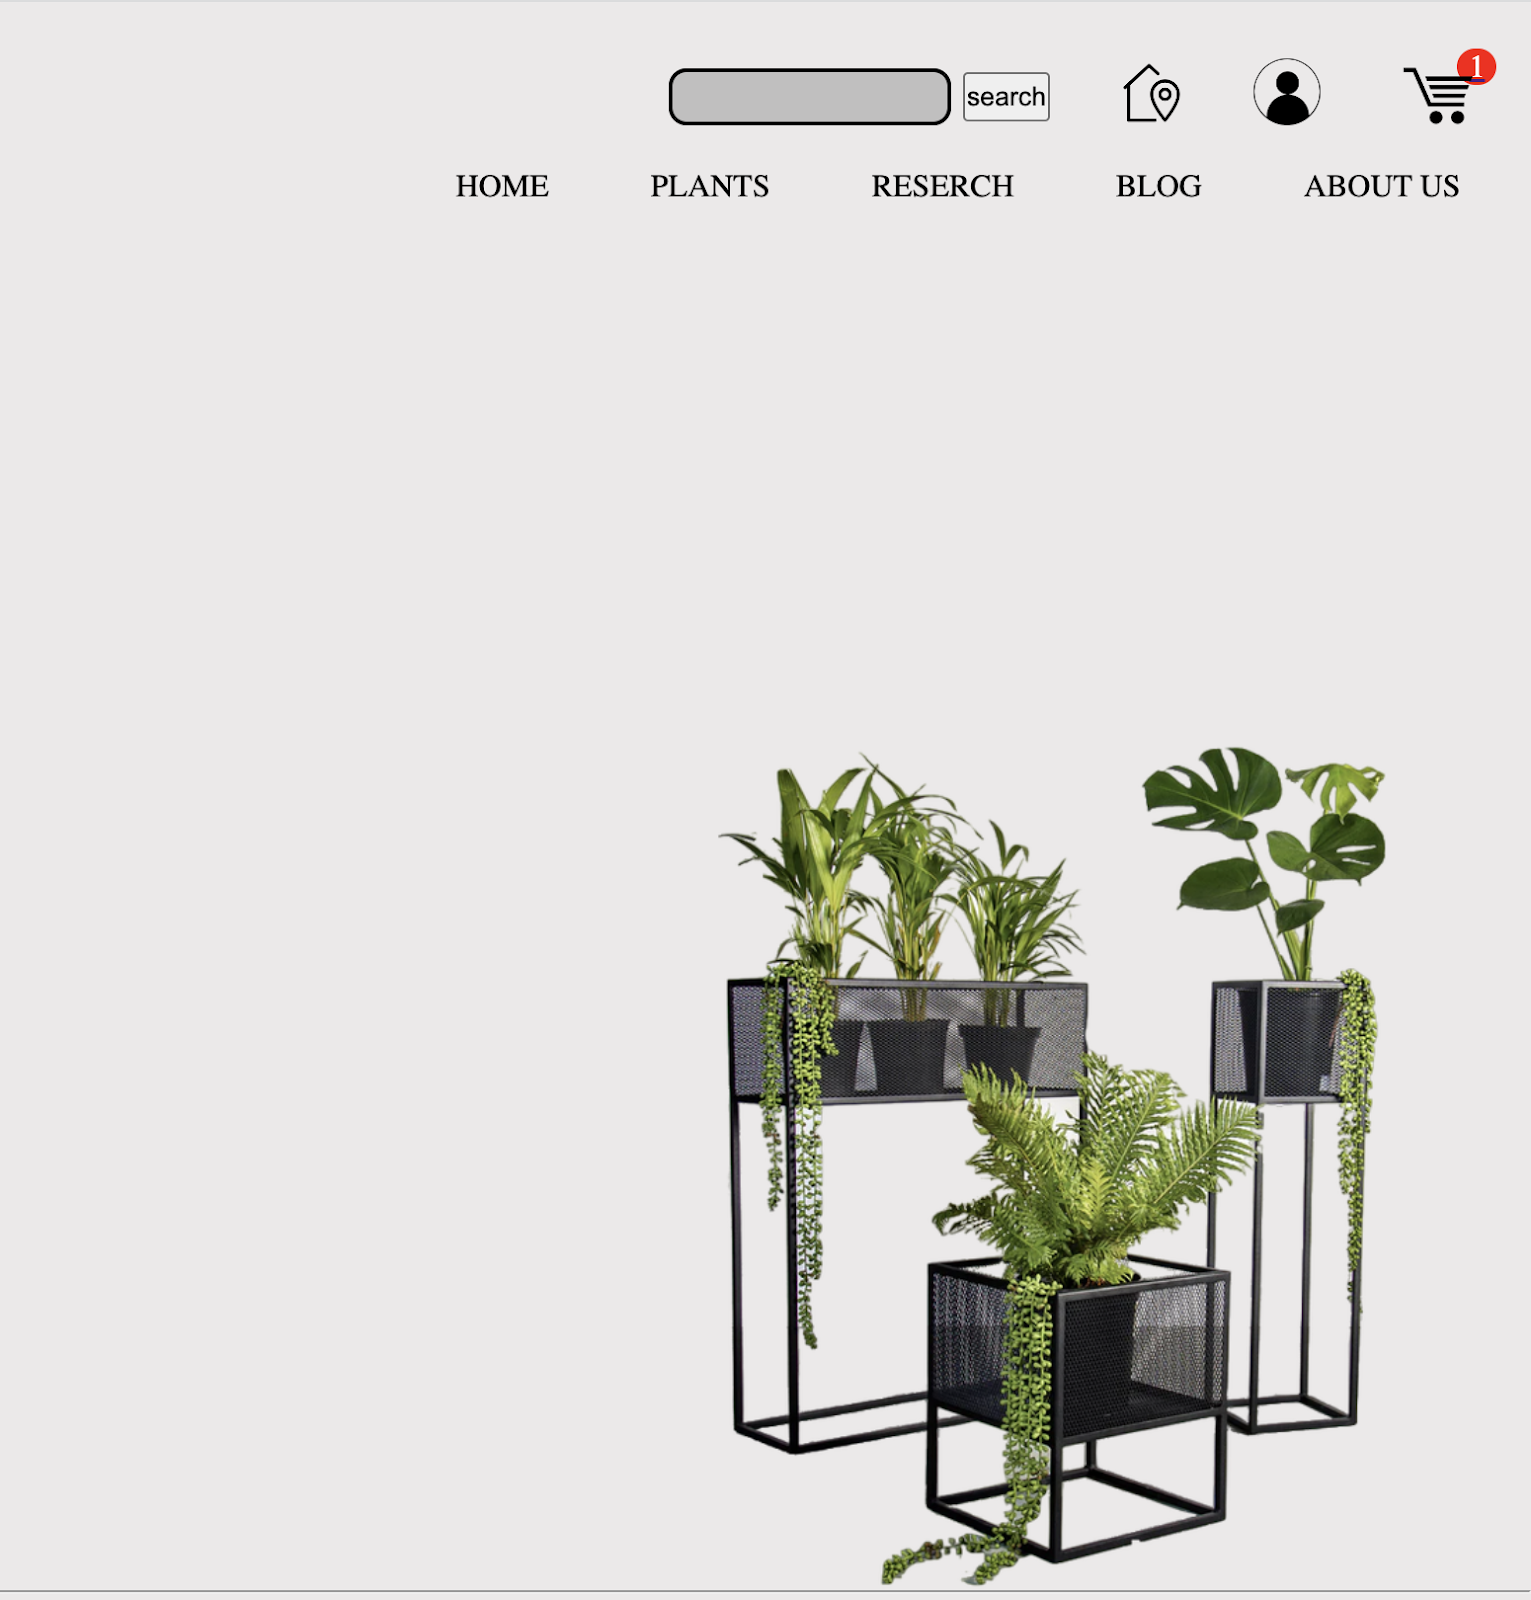 search
1
HOME PLANTS RESERCH BLOG ABOUT US